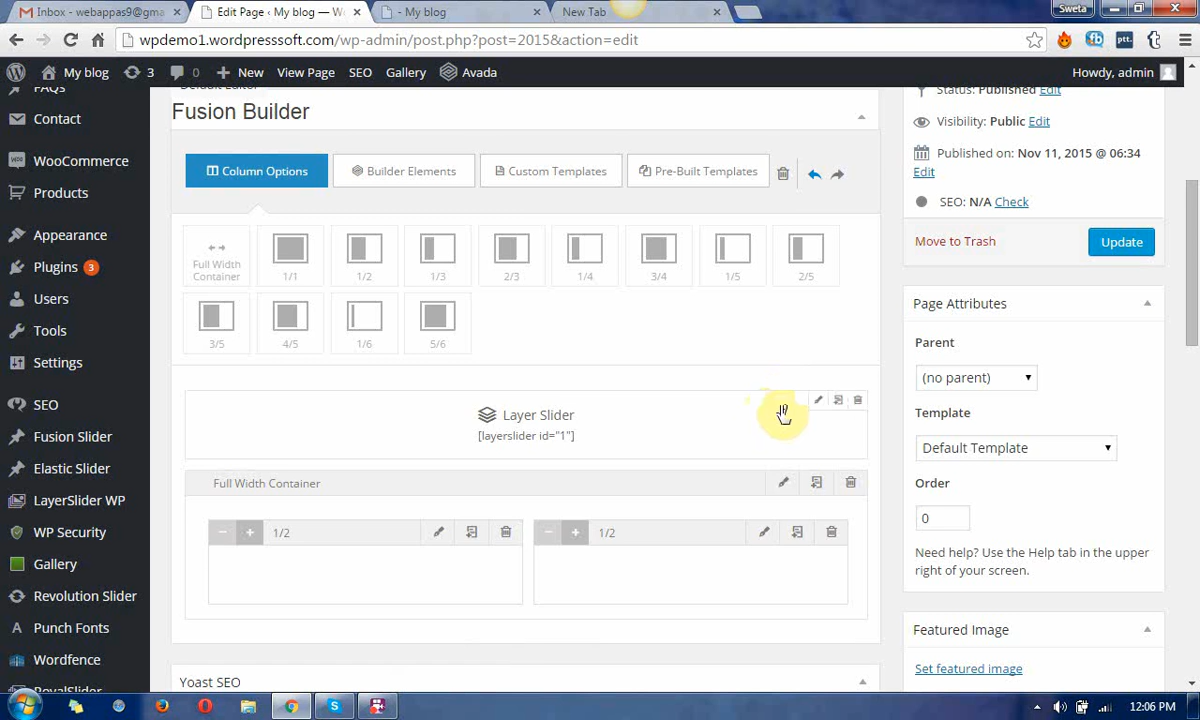 Inbox - webappas9@gma
Edit Page ‹ My blog — W
- My blog
New Tab
Sweta
wpdemo1.wordpresssoft.com/wp-admin/post.php?post=2015&action=edit
ptt.
My blog
3
0
New
View Page
SEO
Gallery
Avada
Howdy, admin
FAQs
Contact
WooCommerce
Products
Appearance
Plugins 3
Users
Tools
Settings
SEO
Fusion Slider
Elastic Slider
LayerSlider WP
WP Security
Gallery
Revolution Slider
Punch Fonts
Wordfence
RoyalSlider
Default Editor
Fusion Builder
Column Options
Builder Elements
Custom Templates
Pre-Built Templates
Full Width
Container
1/1
1/2
1/3
2/3
1/4
3/4
1/5
2/5
3/5
4/5
1/6
5/6
Layer Slider
[layerslider id="1"]
Full Width Container
- + 1/2
- + 1/2
Yoast SEO
Status: Published Edit
Visibility: Public Edit
Published on: Nov 11, 2015 @ 06:34
Edit
SEO: N/A Check
Move to Trash
Update
Page Attributes
Parent
(no parent)
Template
Default Template
Order
0
Need help? Use the Help tab in the upper
right of your screen.
Featured Image
Set featured image
12:06 PM